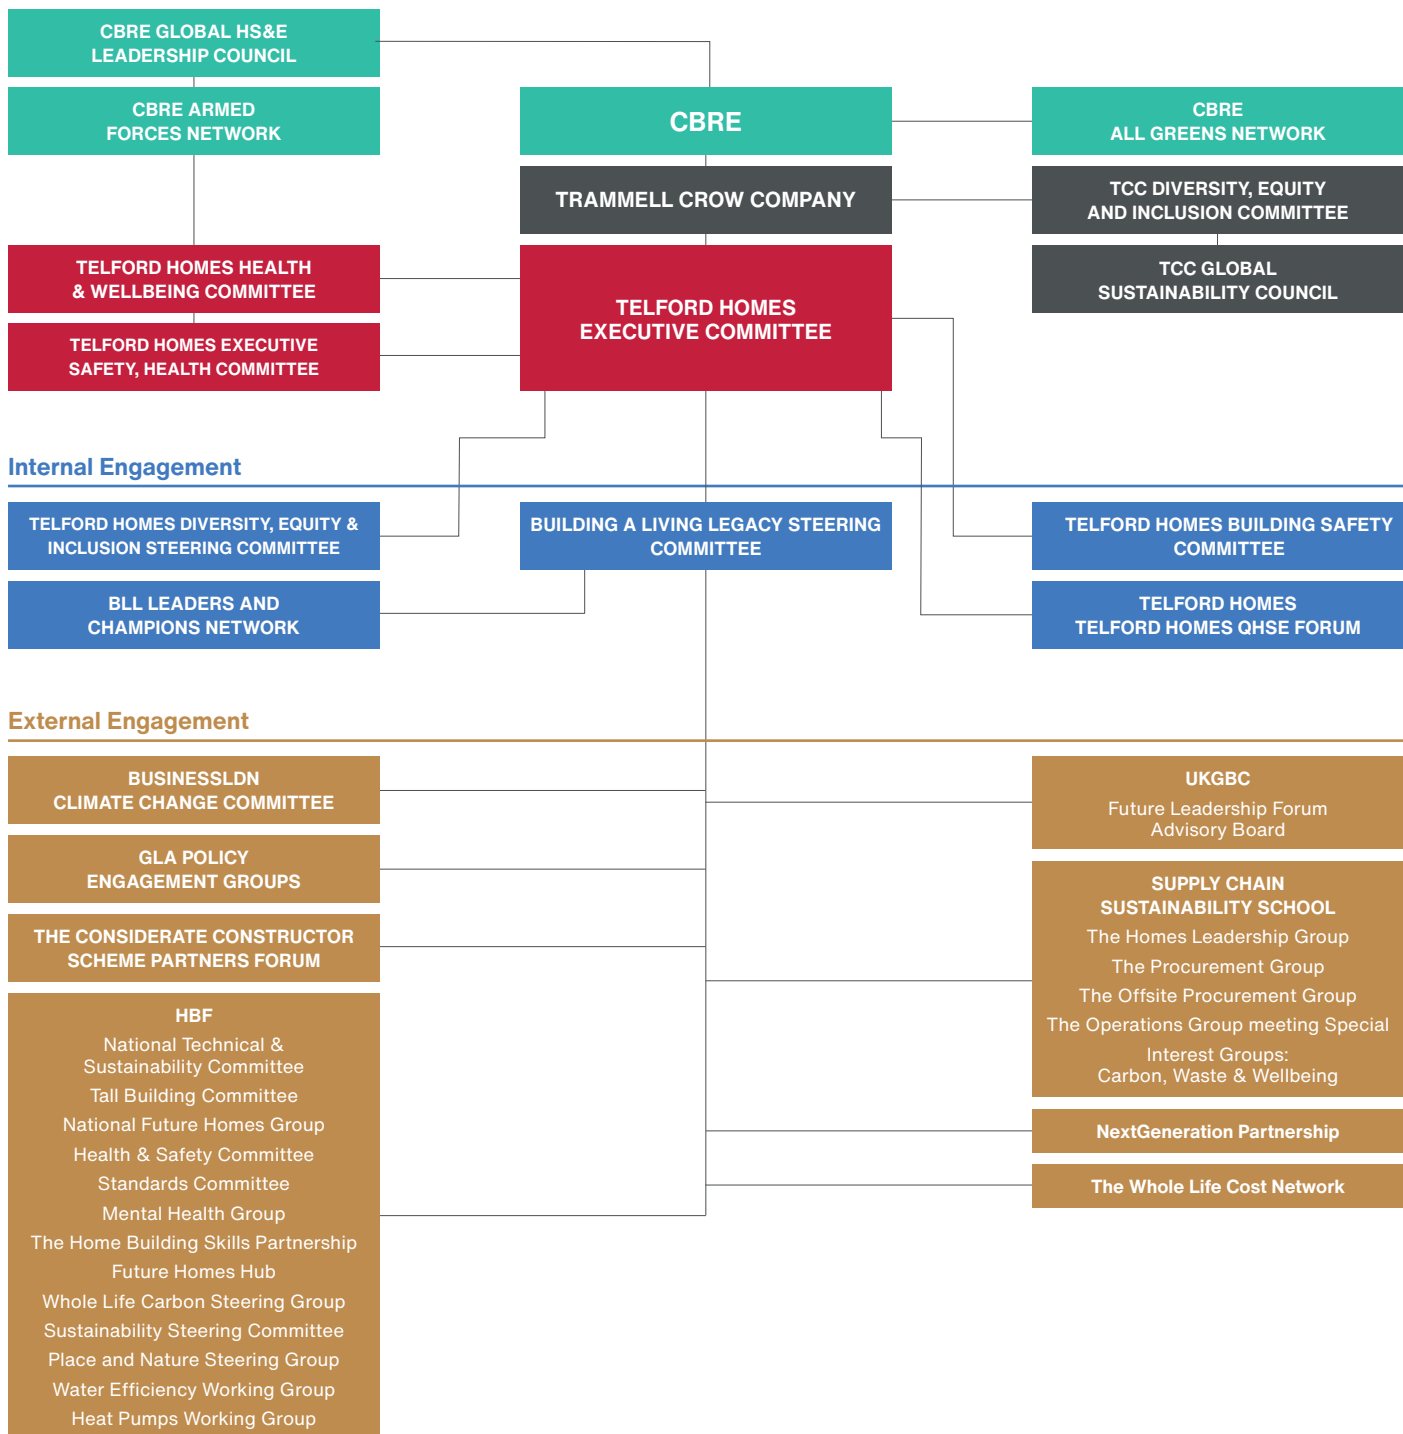 CBRE GLOBAL HS&E
LEADERSHIP COUNCIL
CBRE ARMED
FORCES NETWORK
CBRE
CBRE
ALL GREENS NETWORK
TRAMMELL CROW COMPANY
TCC DIVERSITY, EQUITY
AND INCLUSION COMMITTEE
TELFORD HOMES HEALTH
& WELLBEING COMMITTEE
TELFORD HOMES
EXECUTIVE COMMITTEE
TCC GLOBAL
SUSTAINABILITY COUNCIL
TELFORD HOMES EXECUTIVE
SAFETY, HEALTH COMMITTEE
Internal Engagement
TELFORD HOMES DIVERSITY, EQUITY &
INCLUSION STEERING COMMITTEE
BUILDING A LIVING LEGACY STEERING
COMMITTEE
TELFORD HOMES BUILDING SAFETY
COMMITTEE
BLL LEADERS AND
CHAMPIONS NETWORK
TELFORD HOMES
TELFORD HOMES QHSE FORUM
External Engagement
BUSINESSLDN
CLIMATE CHANGE COMMITTEE
GLA POLICY
ENGAGEMENT GROUPS
THE CONSIDERATE CONSTRUCTOR
SCHEME PARTNERS FORUM
HBF
National Technical &
Sustainability Committee
Tall Building Committee
National Future Homes Group
Health & Safety Committee
Standards Committee
Mental Health Group
The Home Building Skills Partnership
Future Homes Hub
Whole Life Carbon Steering Group
Sustainability Steering Committee
Place and Nature Steering Group
Water Efficiency Working Group
Heat Pumps Working Group
UKGBC
Future Leadership Forum
Advisory Board
SUPPLY CHAIN
SUSTAINABILITY SCHOOL
The Homes Leadership Group
The Procurement Group
The Offsite Procurement Group
The Operations Group meeting Special
Interest Groups:
Carbon, Waste & Wellbeing
NextGeneration Partnership
The Whole Life Cost Network